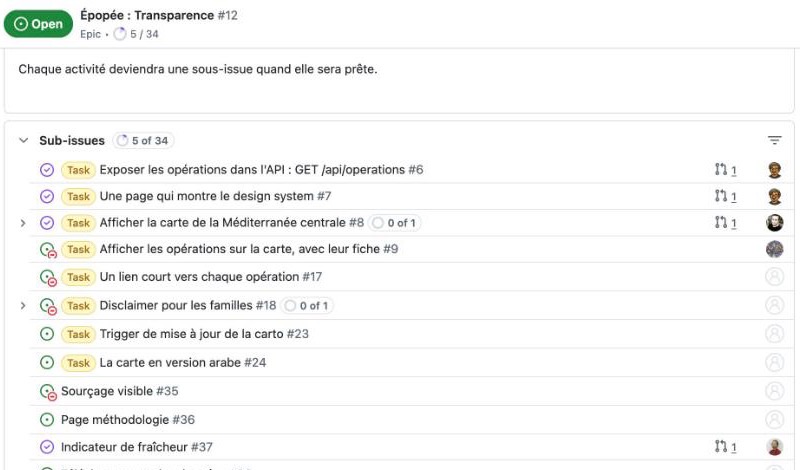 Open
Épopée : Transparence #12
Epic • 5 / 34
Chaque activité deviendra une sous-issue quand elle sera prête.
Sub-issues 5 of 34
Task Exposer les opérations dans l'API : GET /api/operations #6 1
Task Une page qui montre le design system #7 1
Task Afficher la carte de la Méditerranée centrale #8 0 of 1 1
Task Afficher les opérations sur la carte, avec leur fiche #9
Task Un lien court vers chaque opération #17
Task Disclaimer pour les familles #18 0 of 1
Task Trigger de mise à jour de la carto #23
Task La carte en version arabe #24
Sourçage visible #35
Page méthodologie #36
Indicateur de fraîcheur #37 1